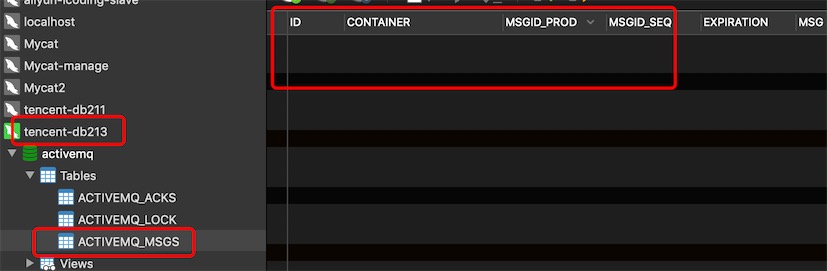 aliyun-icoding-slave
localhost
Mycat
Mycat-manage
Mycat2
tencent-db211
tencent-db213
activemq
Tables
ACTIVEMQ_ACKS
ACTIVEMQ_LOCK
ACTIVEMQ_MSGS
Views
ID CONTAINER MSGID_PROD MSGID_SEQ EXPIRATION MSG